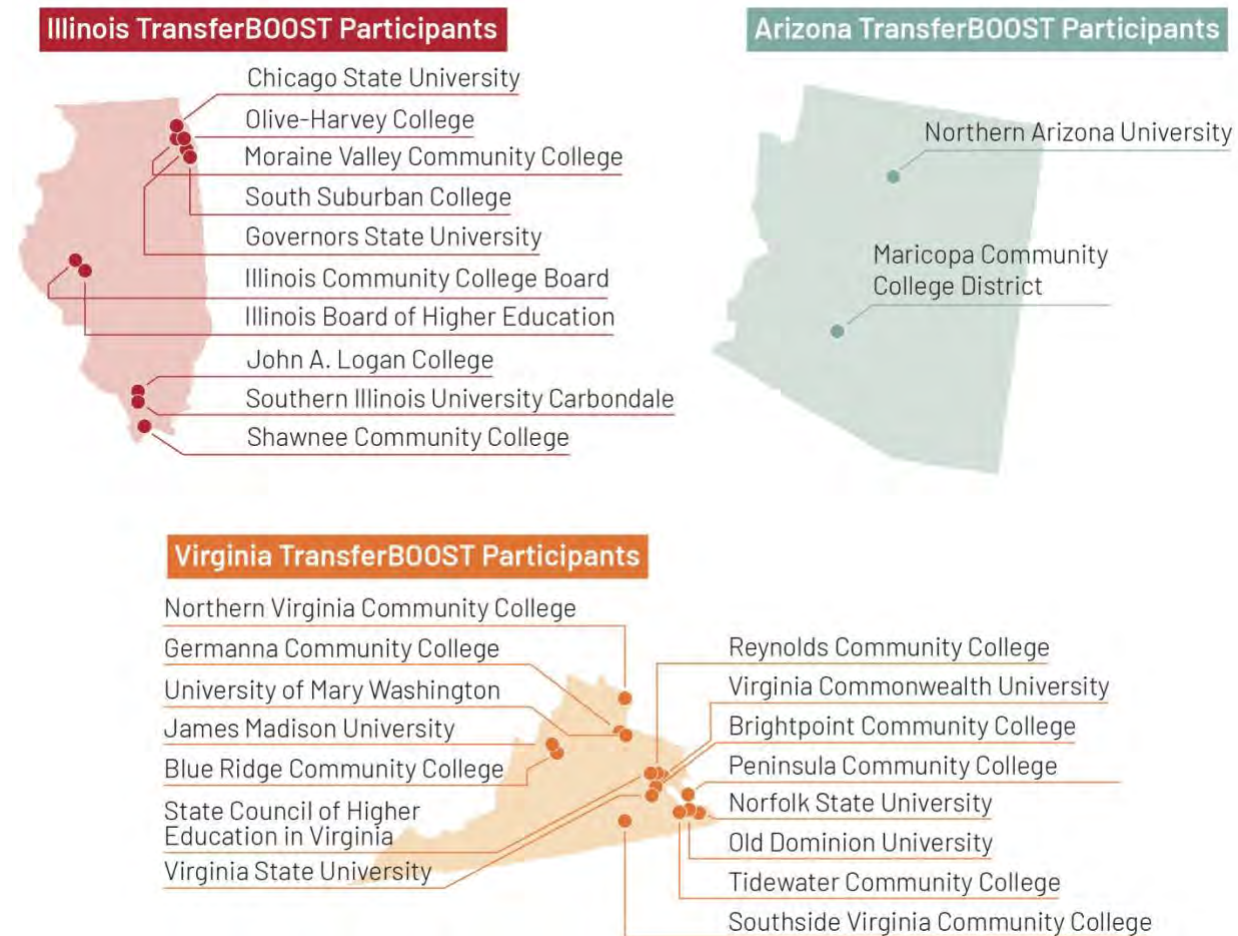 Illinois TransferBOOST Participants
Chicago State University
Olive-Harvey College
Moraine Valley Community College
South Suburban College
Governors State University
Illinois Community College Board
Illinois Board of Higher Education
John A. Logan College
Southern Illinois University Carbondale
Shawnee Community College
Arizona TransferBOOST Participants
Northern Arizona University
Maricopa Community
College District
Virginia TransferBOOST Participants
Northern Virginia Community College
Germanna Community College
University of Mary Washington
James Madison University
Blue Ridge Community College
State Council of Higher
Education in Virginia
Virginia State University
Reynolds Community College
Virginia Commonwealth University
Brightpoint Community College
Peninsula Community College
Norfolk State University
Old Dominion University
Tidewater Community College
Southside Virginia Community College